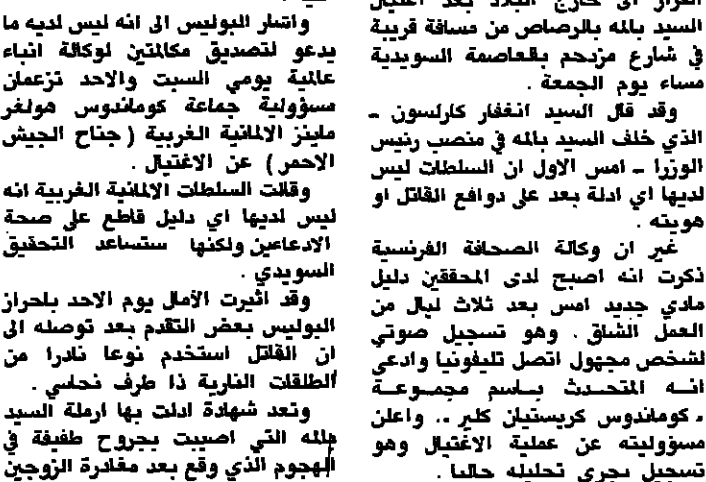 القرار الى خارج البلاد بعد اغتيال
السيد بالمه بالرصاص من مسافة قريبة
في شارع مزدحم بالعاصمة السويدية
مساء يوم الجمعة .
وقد قال السيد انغفار كارلسون -
الذي خلف السيد بالمه في منصب رئيس
الوزرا - امس الاول ان السلطات ليس
لديها اي ادلة بعد على دوافع القاتل او
هويته .
غير ان وكالة الصحافة الفرنسية
ذكرت انه اصبح لدى المحققين دليل
مادي جديد امس بعد ثلاث ليال من
العمل الشاق . وهو تسجيل صوتي
لشخص مجهول اتصل تليفونيا وادعى
انه المتحدث باسم مجموعة
« كوماندوس كريستيان كلير .. واعلن
مسؤوليته عن عملية الاغتيال وهو
تسجيل يجري تحليله حاليا .
واشار البوليس الى انه ليس لديه ما
يدعو لتصديق مكالمتين لوكالة انباء
عالمية يومي السبت والاحد تزعمان
مسؤولية جماعة كوماندوس هولغر
ماينز الالمانية الغربية ( جناح الجيش
الاحمر ) عن الاغتيال .
وقالت السلطات الالمانية الغربية انه
ليس لديها اي دليل قاطع على صحة
الادعاءين ولكنها ستساعد التحقيق
السويدي .
وقد اثيرت الآمال يوم الاحد باحراز
البوليس بعض التقدم بعد توصله الى
ان القاتل استخدم نوعا نادرا من
الطلقات النارية ذا طرف نحاسي .
وتعد شهادة ادلت بها ارملة السيد
بالمه التي اصيبت بجروح طفيفة في
الهجوم الذي وقع بعد مغادرة الزوجين